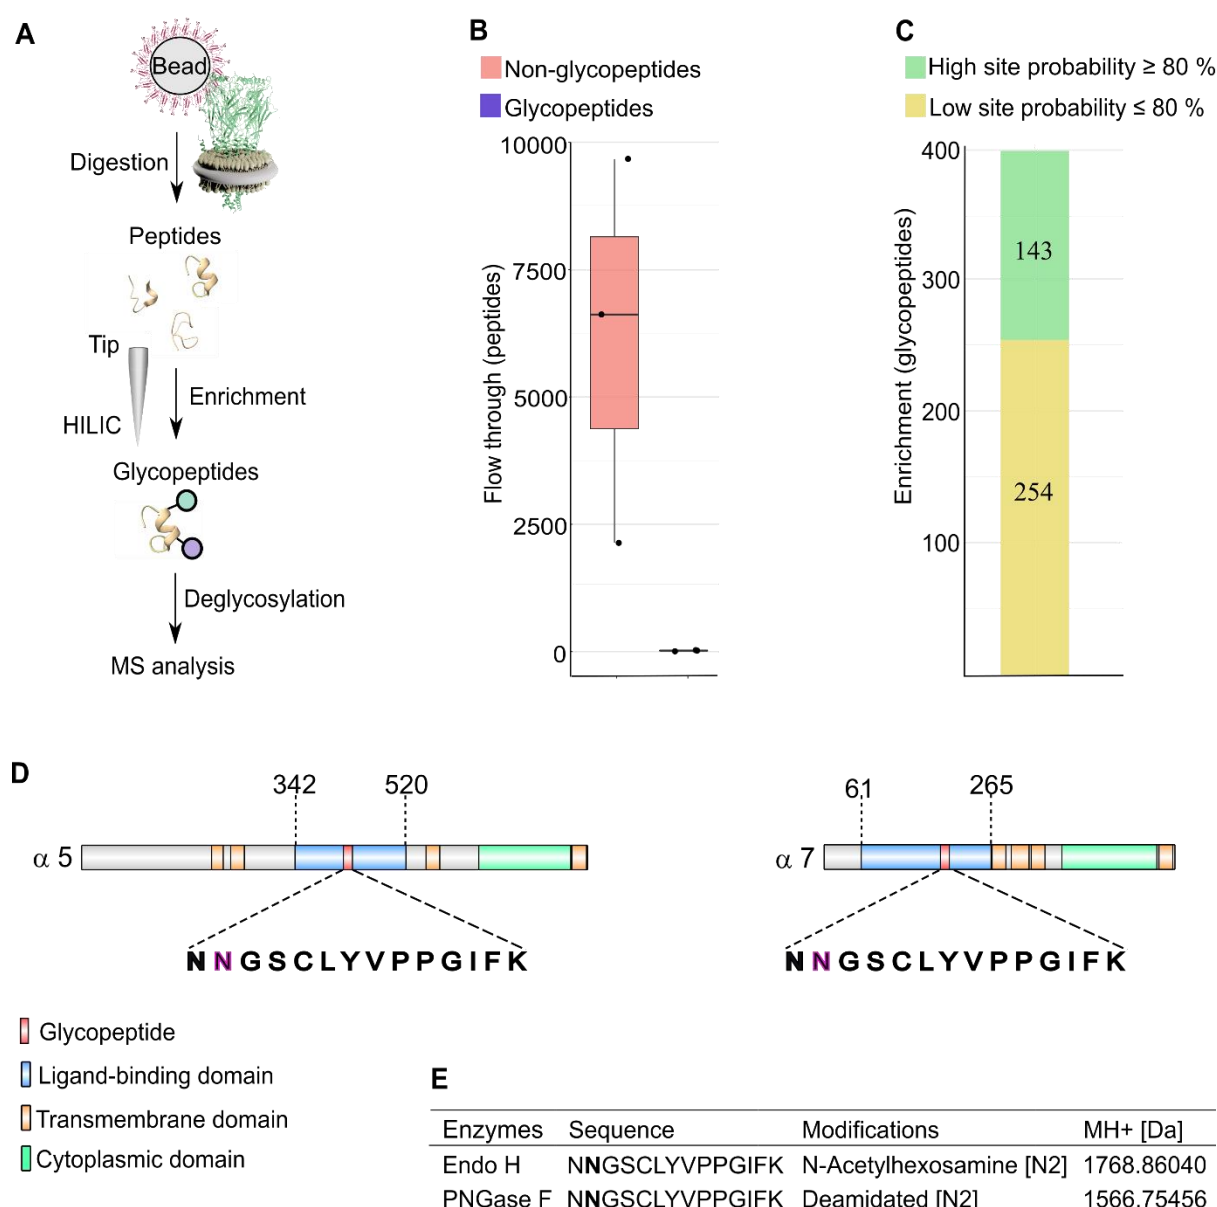 A
Bead
Digestion
Peptides
Tip
Enrichment
HILIC
Glycopeptides
Deglycosylation
MS analysis
B
Non-glycopeptides
Glycopeptides
10000
7500
5000
2500
0
Flow through (peptides)
C
High site probability ≥ 80 %
Low site probability ≤ 80 %
400
300
200
100
Enrichment (glycopeptides)
143
254
D
342 520
α 5
NNGSCLYVPPGIFK
61 265
α 7
NNGSCLYVPPGIFK
Glycopeptide
Ligand-binding domain
Transmembrane domain
Cytoplasmic domain
E
Enzymes Sequence Modifications MH+ [Da]
Endo H NNGSCLYVPPGIFK N-Acetylhexosamine [N2] 1768.86040
PNGase F NNGSCLYVPPGIFK Deamidated [N2] 1566.75456